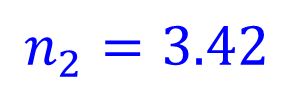 n₂ = 3.42